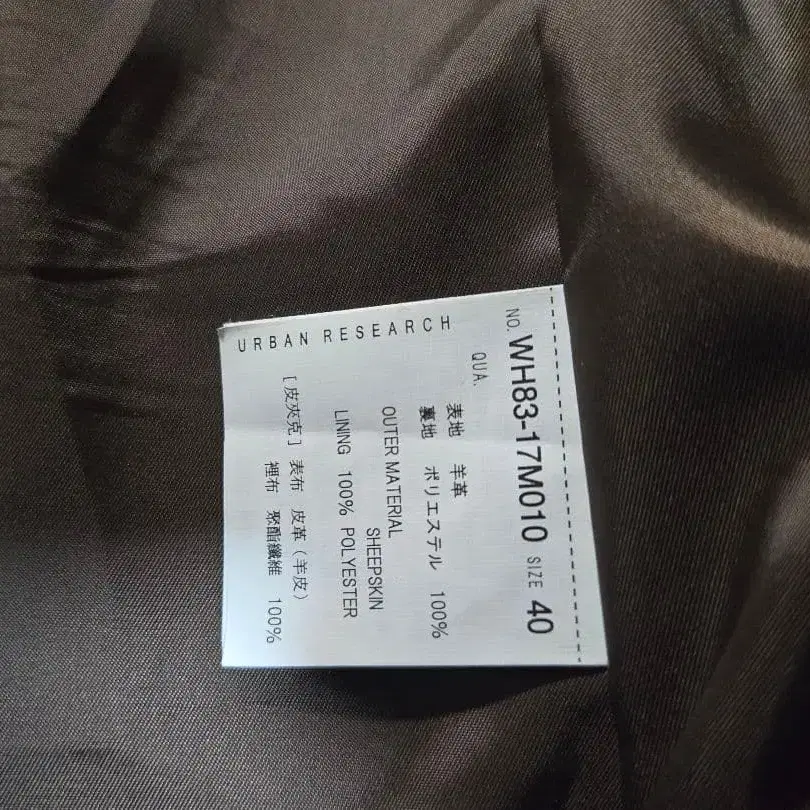 NO. WH83-17M010 SIZE 40
QUA.
表地 羊革
裏地 ポリエステル 100%
OUTER MATERIAL
SHEEPSKIN
LINING 100% POLYESTER
[皮夾克] 表布 皮革(羊皮)
裡布 聚酯纖維 100%
URBAN RESEARCH